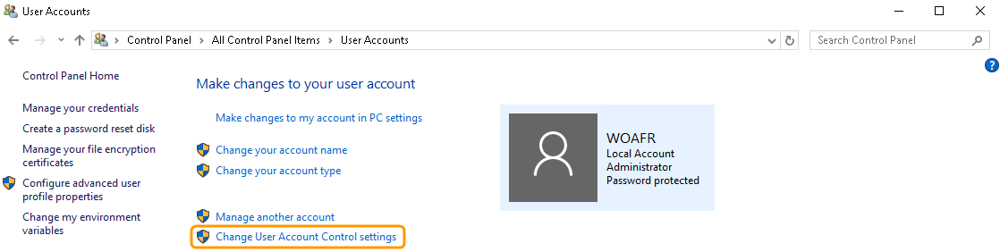 User Accounts
Control Panel > All Control Panel Items > User Accounts
Search Control Panel
Control Panel Home
Manage your credentials
Create a password reset disk
Manage your file encryption
certificates
Configure advanced user
profile properties
Change my environment
variables
Make changes to your user account
Make changes to my account in PC settings
Change your account name
Change your account type
Manage another account
Change User Account Control settings
WOAFR
Local Account
Administrator
Password protected
?